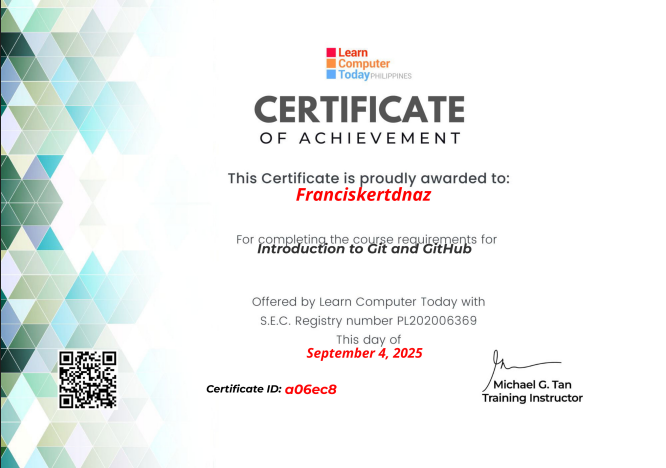 Learn
Computer
Today PHILIPPINES
CERTIFICATE
OF ACHIEVEMENT
This Certificate is proudly awarded to:
Franciskertdnaz
For completing the course requirements for
Introduction to Git and GitHub
Offered by Learn Computer Today with
S.E.C. Registry number PL202006369
This day of
September 4, 2025
Certificate ID: a06ec8
Michael G. Tan
Training Instructor